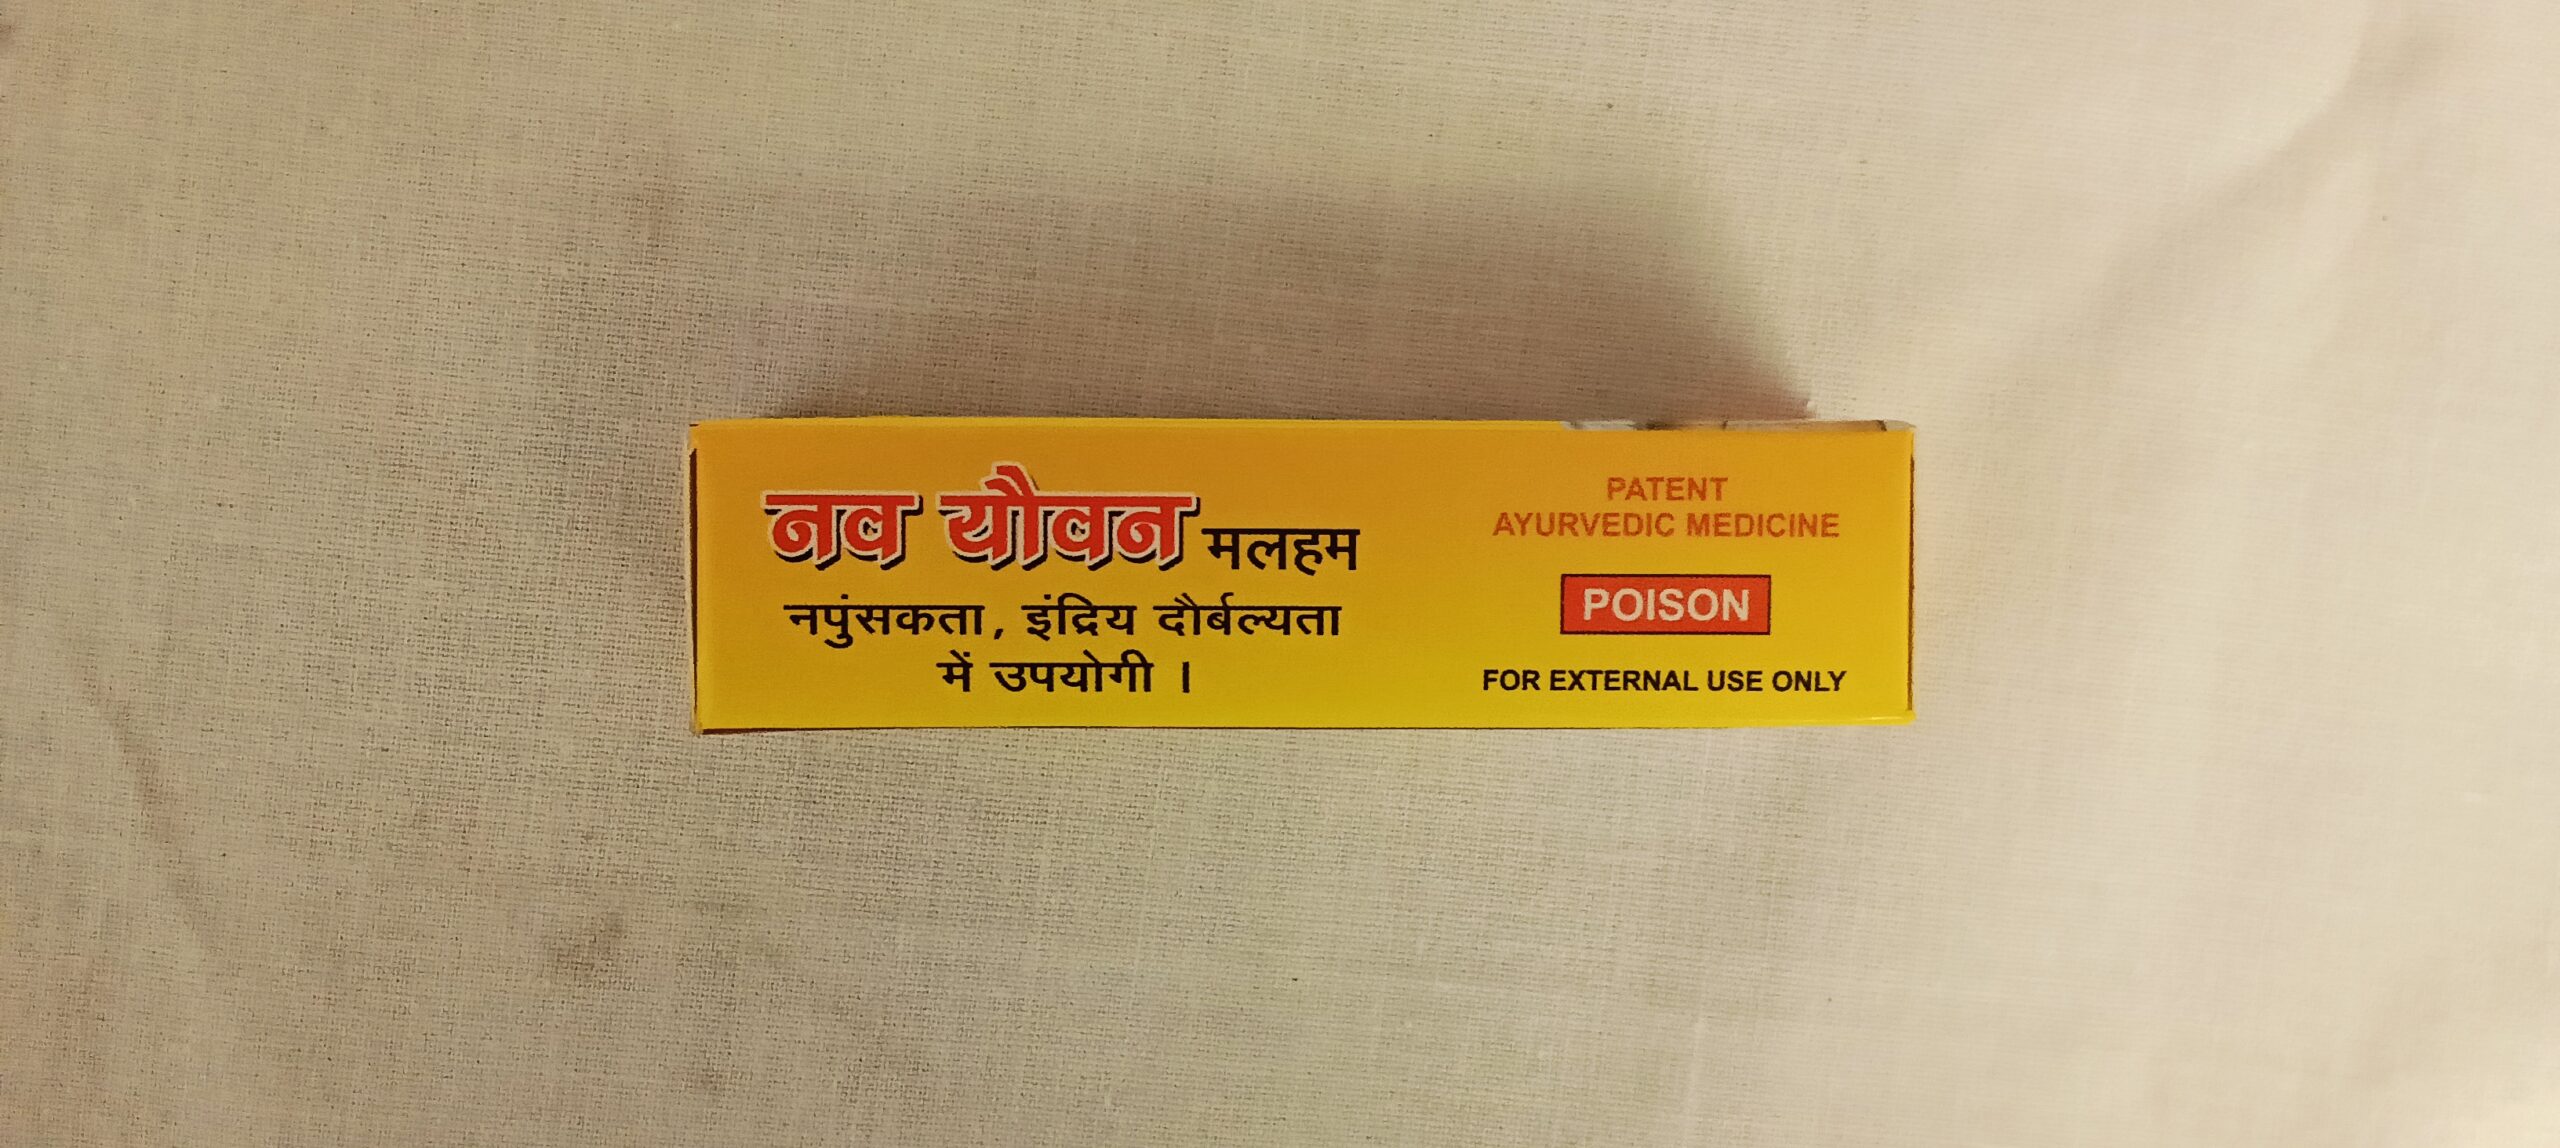 नव यौवन मलहम
नपुंसकता, इंद्रिय दौर्बल्यता
में उपयोगी ।
PATENT
AYURVEDIC MEDICINE
POISON
FOR EXTERNAL USE ONLY